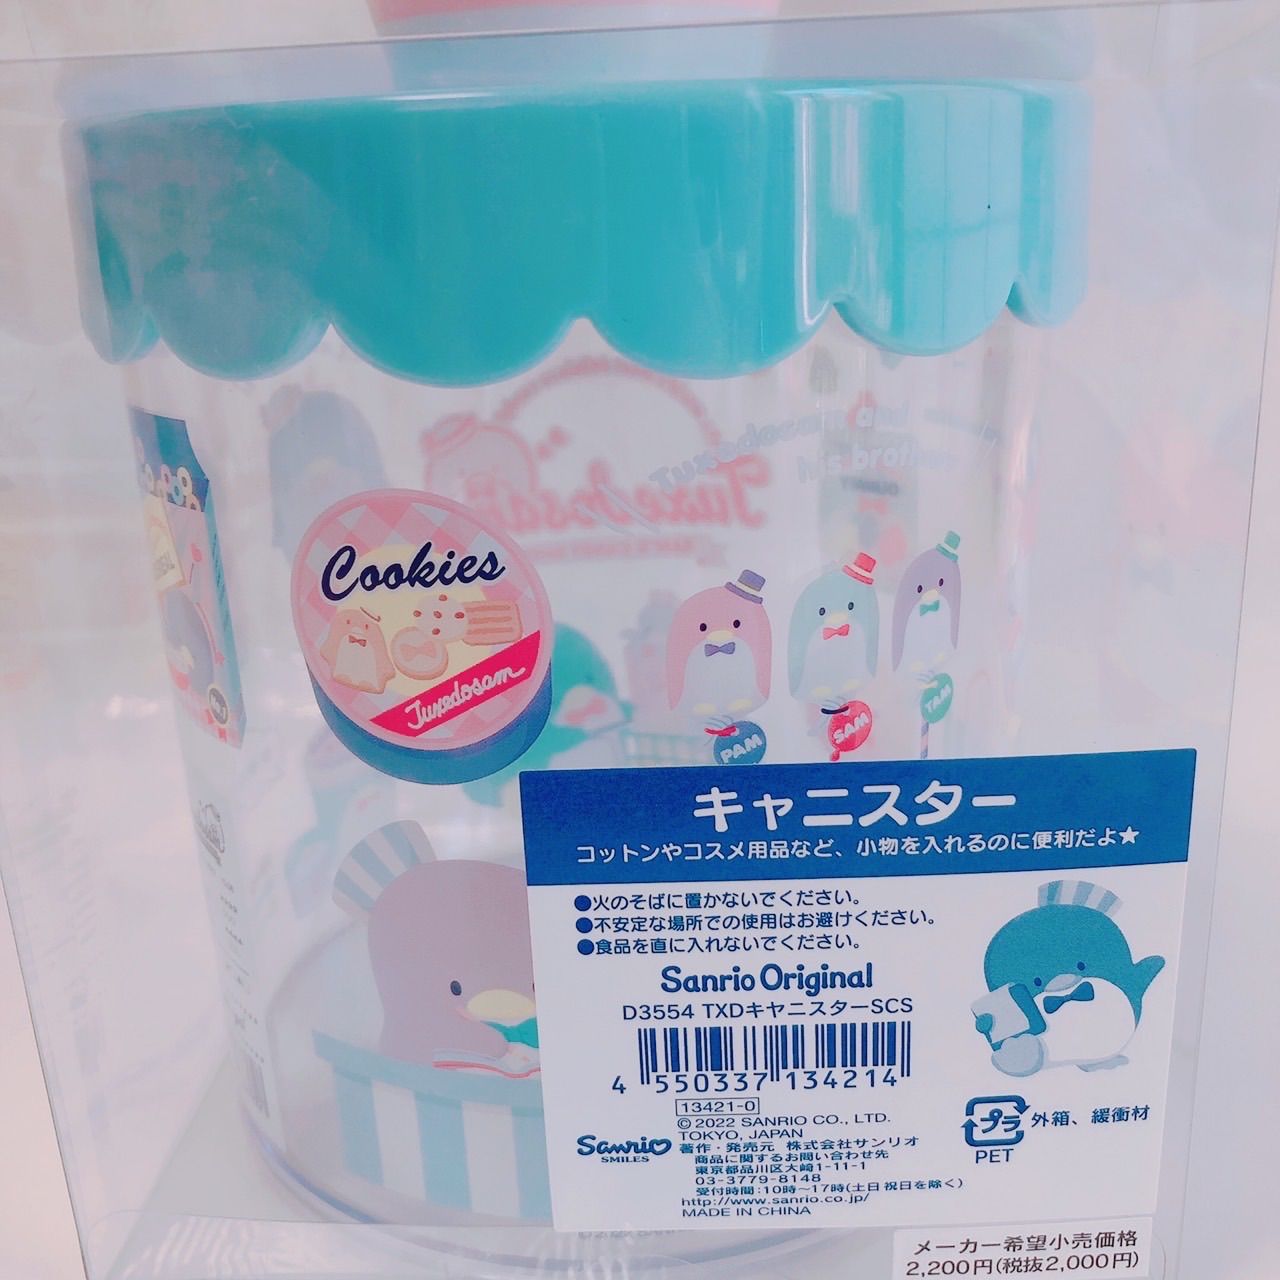 Cookies
Tuxedosam
his broth
PAM
SAM
TAM
キャニスター
コットンやコスメ用品など、小物を入れるのに便利だよ★
●火のそばに置かないでください。
●不安定な場所での使用はお避けください。
●食品を直に入れないでください。
Sanrio Original
D3554 TXDキャニスターSCS
4 550337 134214
13421-0
© 2022 SANRIO CO., LTD.
TOKYO, JAPAN
Sanrio
SMILES
著作・発売元 株式会社サンリオ
商品に関するお問い合わせ先
東京都品川区大崎1-11-1
03-3779-8148
受付時間：10時～17時(土日祝日を除く)
http://www.sanrio.co.jp/
MADE IN CHINA
プラ 外箱、緩衝材
PET
メーカー希望小売価格
2,200円(税抜2,000円)